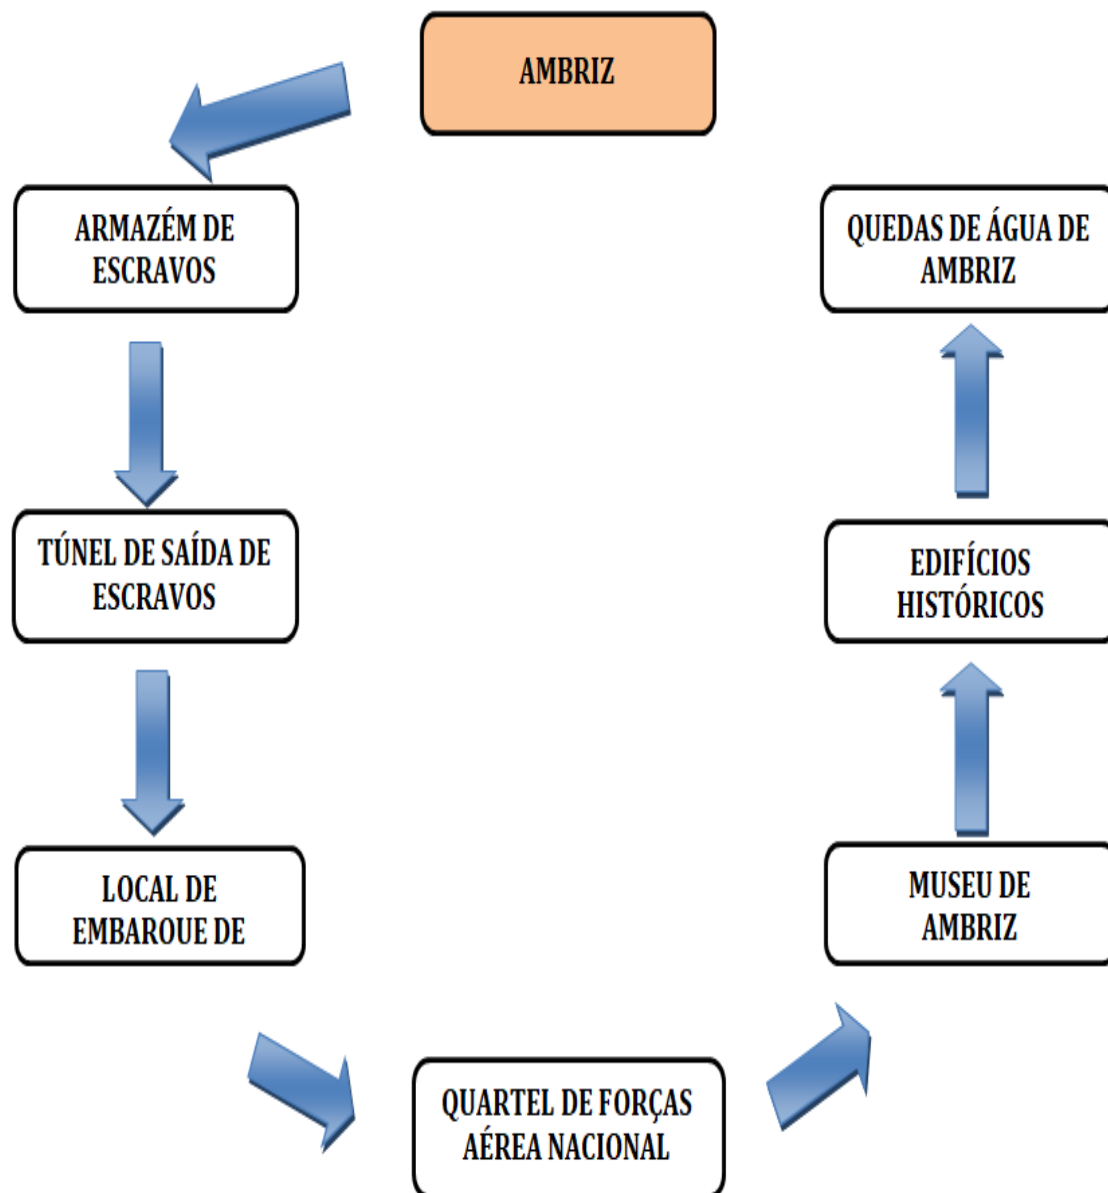 AMBRIZ
ARMAZÉM DE
ESCRAVOS
TÚNEL DE SAÍDA DE
ESCRAVOS
LOCAL DE
EMBARQUE DE
QUARTEL DE FORÇAS
AÉREA NACIONAL
MUSEU DE
AMBRIZ
EDIFÍCIOS
HISTÓRICOS
QUEDAS DE ÁGUA DE
AMBRIZ